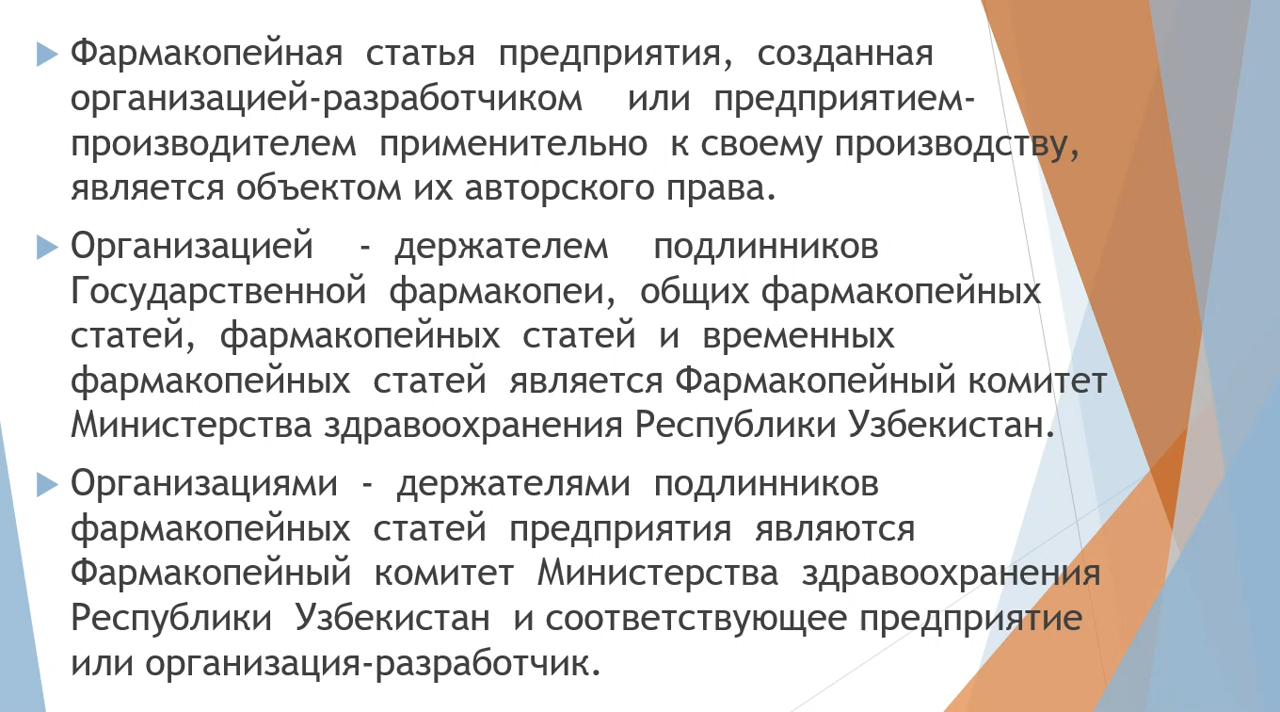 Фармакопейная статья предприятия, созданная
организацией-разработчиком или предприятием-
производителем применительно к своему производству,
является объектом их авторского права.
Организацией - держателем подлинников
Государственной фармакопеи, общих фармакопейных
статей, фармакопейных статей и временных
фармакопейных статей является Фармакопейный комитет
Министерства здравоохранения Республики Узбекистан.
Организациями - держателями подлинников
фармакопейных статей предприятия являются
Фармакопейный комитет Министерства здравоохранения
Республики Узбекистан и соответствующее предприятие
или организация-разработчик.